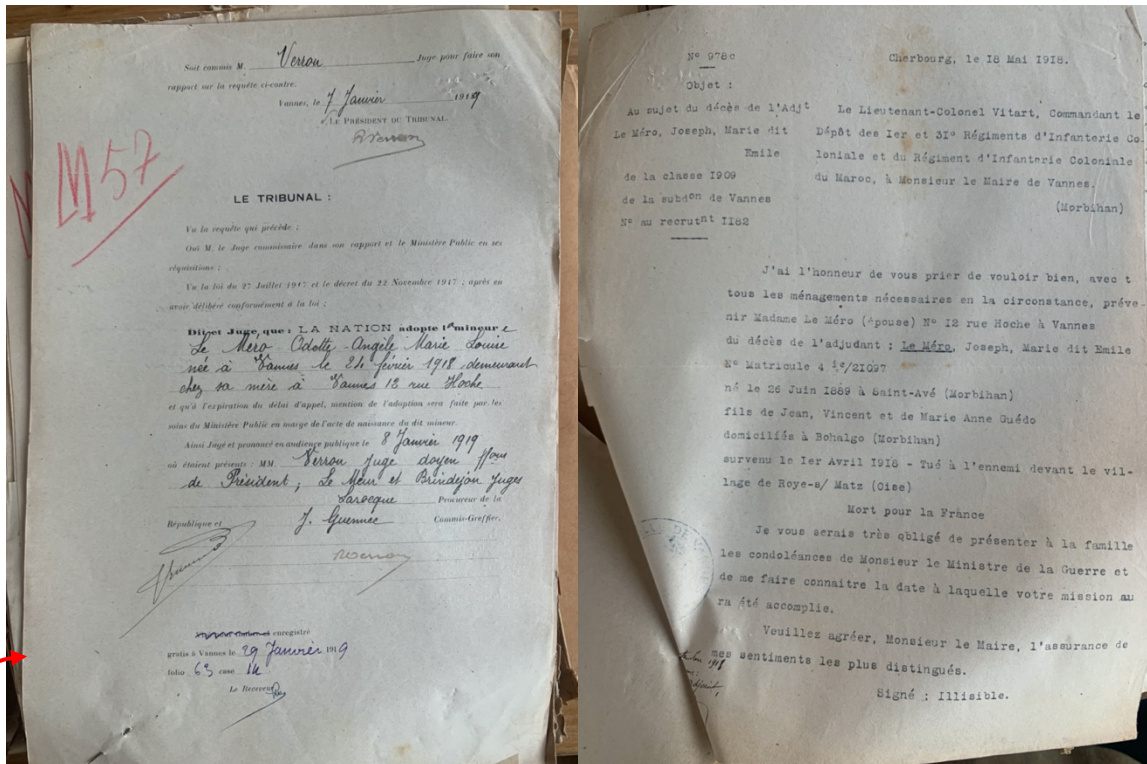 Soit commis M. Verron Juge pour faire son
rapport sur la requête ci-contre.
Vannes, le 7 Janvier 1919
LE PRÉSIDENT DU TRIBUNAL
RVerron
M57
LE TRIBUNAL :
Vu la requête qui précède ;
Ouï M. le Juge commissaire dans son rapport et le Ministère Public en ses
réquisitions ;
Vu la loi du 27 Juillet 1917 et le décret du 22 Novembre 1917 ; après en
avoir délibéré conformément à la loi ;
Dit et Juge, que : LA NATION adopte la mineure
Le Méro Odette-Angèle Marie Louise
née à Vannes le 24 février 1918 demeurant
chez sa mère à Vannes 12 rue Hoche
et qu'à l'expiration du délai d'appel, mention de l'adoption sera faite par les
soins du Ministère Public en marge de l'acte de naissance du dit mineur.
Ainsi Jugé et prononcé en audience publique le 8 Janvier 1919
où étaient présents : MM. Verron juge doyen ffons
de Président, Le Meur et Brindejon Juges
Larocque Procureur de la
République et J. Guennec Commis-Greffier.
RVerron
enregistré
gratis à Vannes le 29 Janvier 1919
folio 63 case 14
Le Receveur
N° 978c Cherbourg, le 18 Mai 1918.
Objet :
Au sujet du décès de l'Adjt
Le Méro, Joseph, Marie dit
Emile
de la classe 1909
de la subdon de Vannes
N° au recrutnt 1182
Le Lieutenant-Colonel Vitart, Commandant le
Dépôt des Ier et 31° Régiments d'Infanterie Co-
loniale et du Régiment d'Infanterie Coloniale
du Maroc, à Monsieur le Maire de Vannes.
(Morbihan)
J'ai l'honneur de vous prier de vouloir bien, avec t
tous les ménagements nécessaires en la circonstance, préve-
nir Madame Le Méro (épouse) N° 12 rue Hoche à Vannes
du décès de l'adjudant : Le Méro, Joseph, Marie dit Emile
N° Matricule 4 ic/21097
né le 26 Juin 1889 à Saint-Avé (Morbihan)
fils de Jean, Vincent et de Marie Anne Guédo
domiciliés à Bohalgo (Morbihan)
survenu le Ier Avril 1918 - Tué à l'ennemi devant le vil-
lage de Roye-s/ Matz (Oise)
Mort pour la France
Je vous serais très obligé de présenter à la famille
les condoléances de Monsieur le Ministre de la Guerre et
de me faire connaitre la date à laquelle votre mission au
ra été accomplie.
Veuillez agréer, Monsieur le Maire, l'assurance de
mes sentiments les plus distingués.
Signé : Illisible.